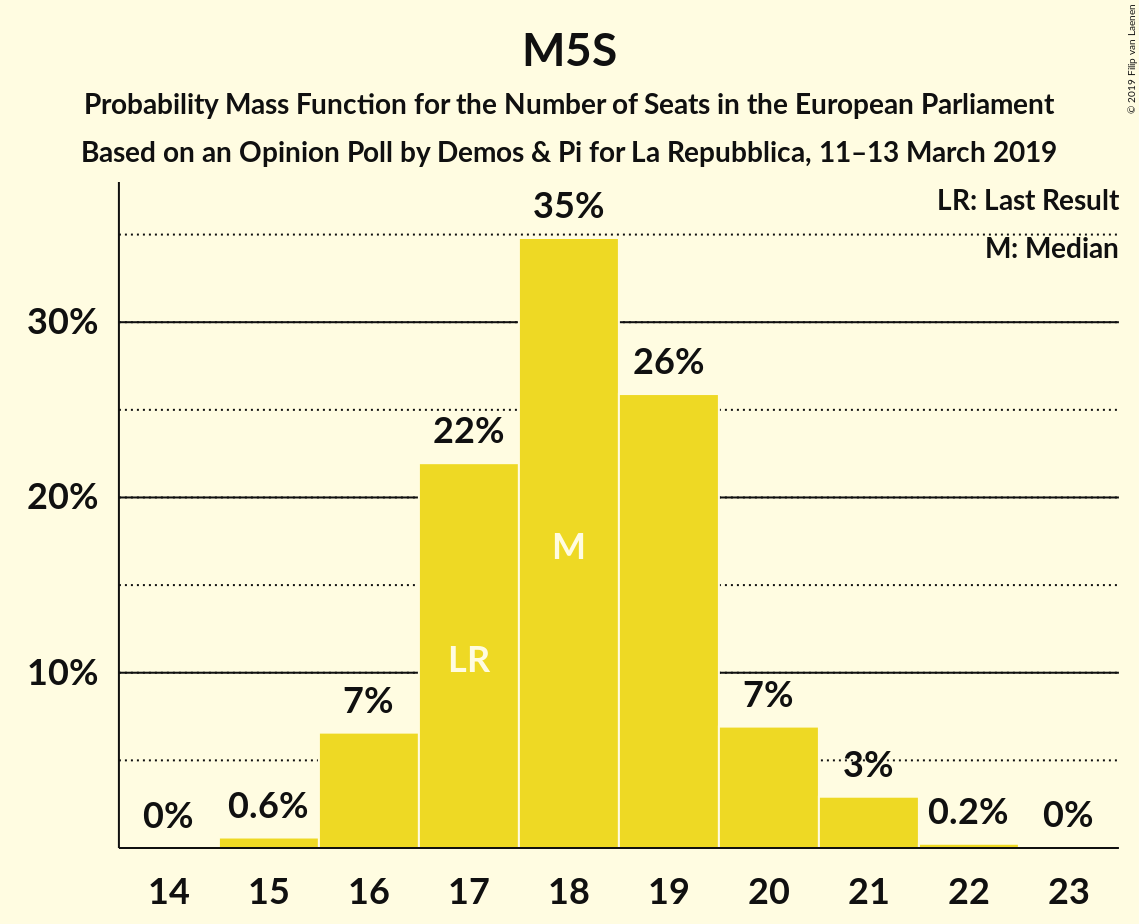 M5S
Probability Mass Function for the Number of Seats in the European Parliament
Based on an Opinion Poll by Demos & Pi for La Repubblica, 11–13 March 2019
© 2019 Filip van Laenen
LR: Last Result
M: Median
30%
20%
10%
0%
0.6%
7%
22%
35%
26%
7%
3%
0.2%
0%
LR
M
14 15 16 17 18 19 20 21 22 23